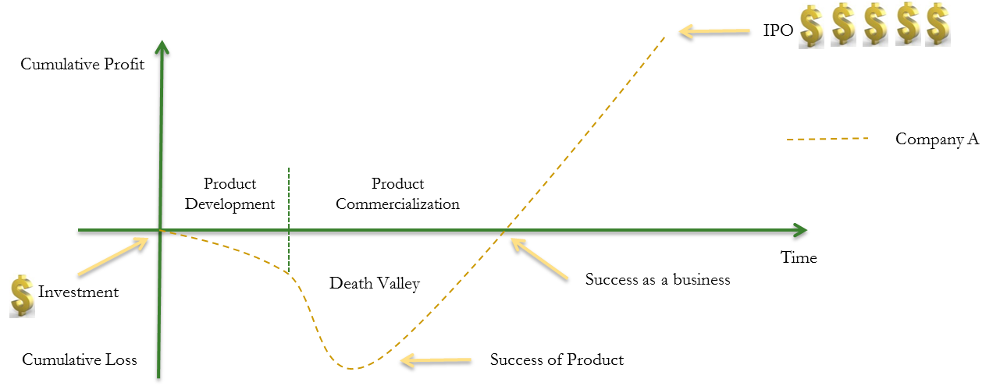 IPO
Cumulative Profit
Company A
Product
Development
Product
Commercialization
Time
Death Valley
Success as a business
Investment
Cumulative Loss
Success of Product